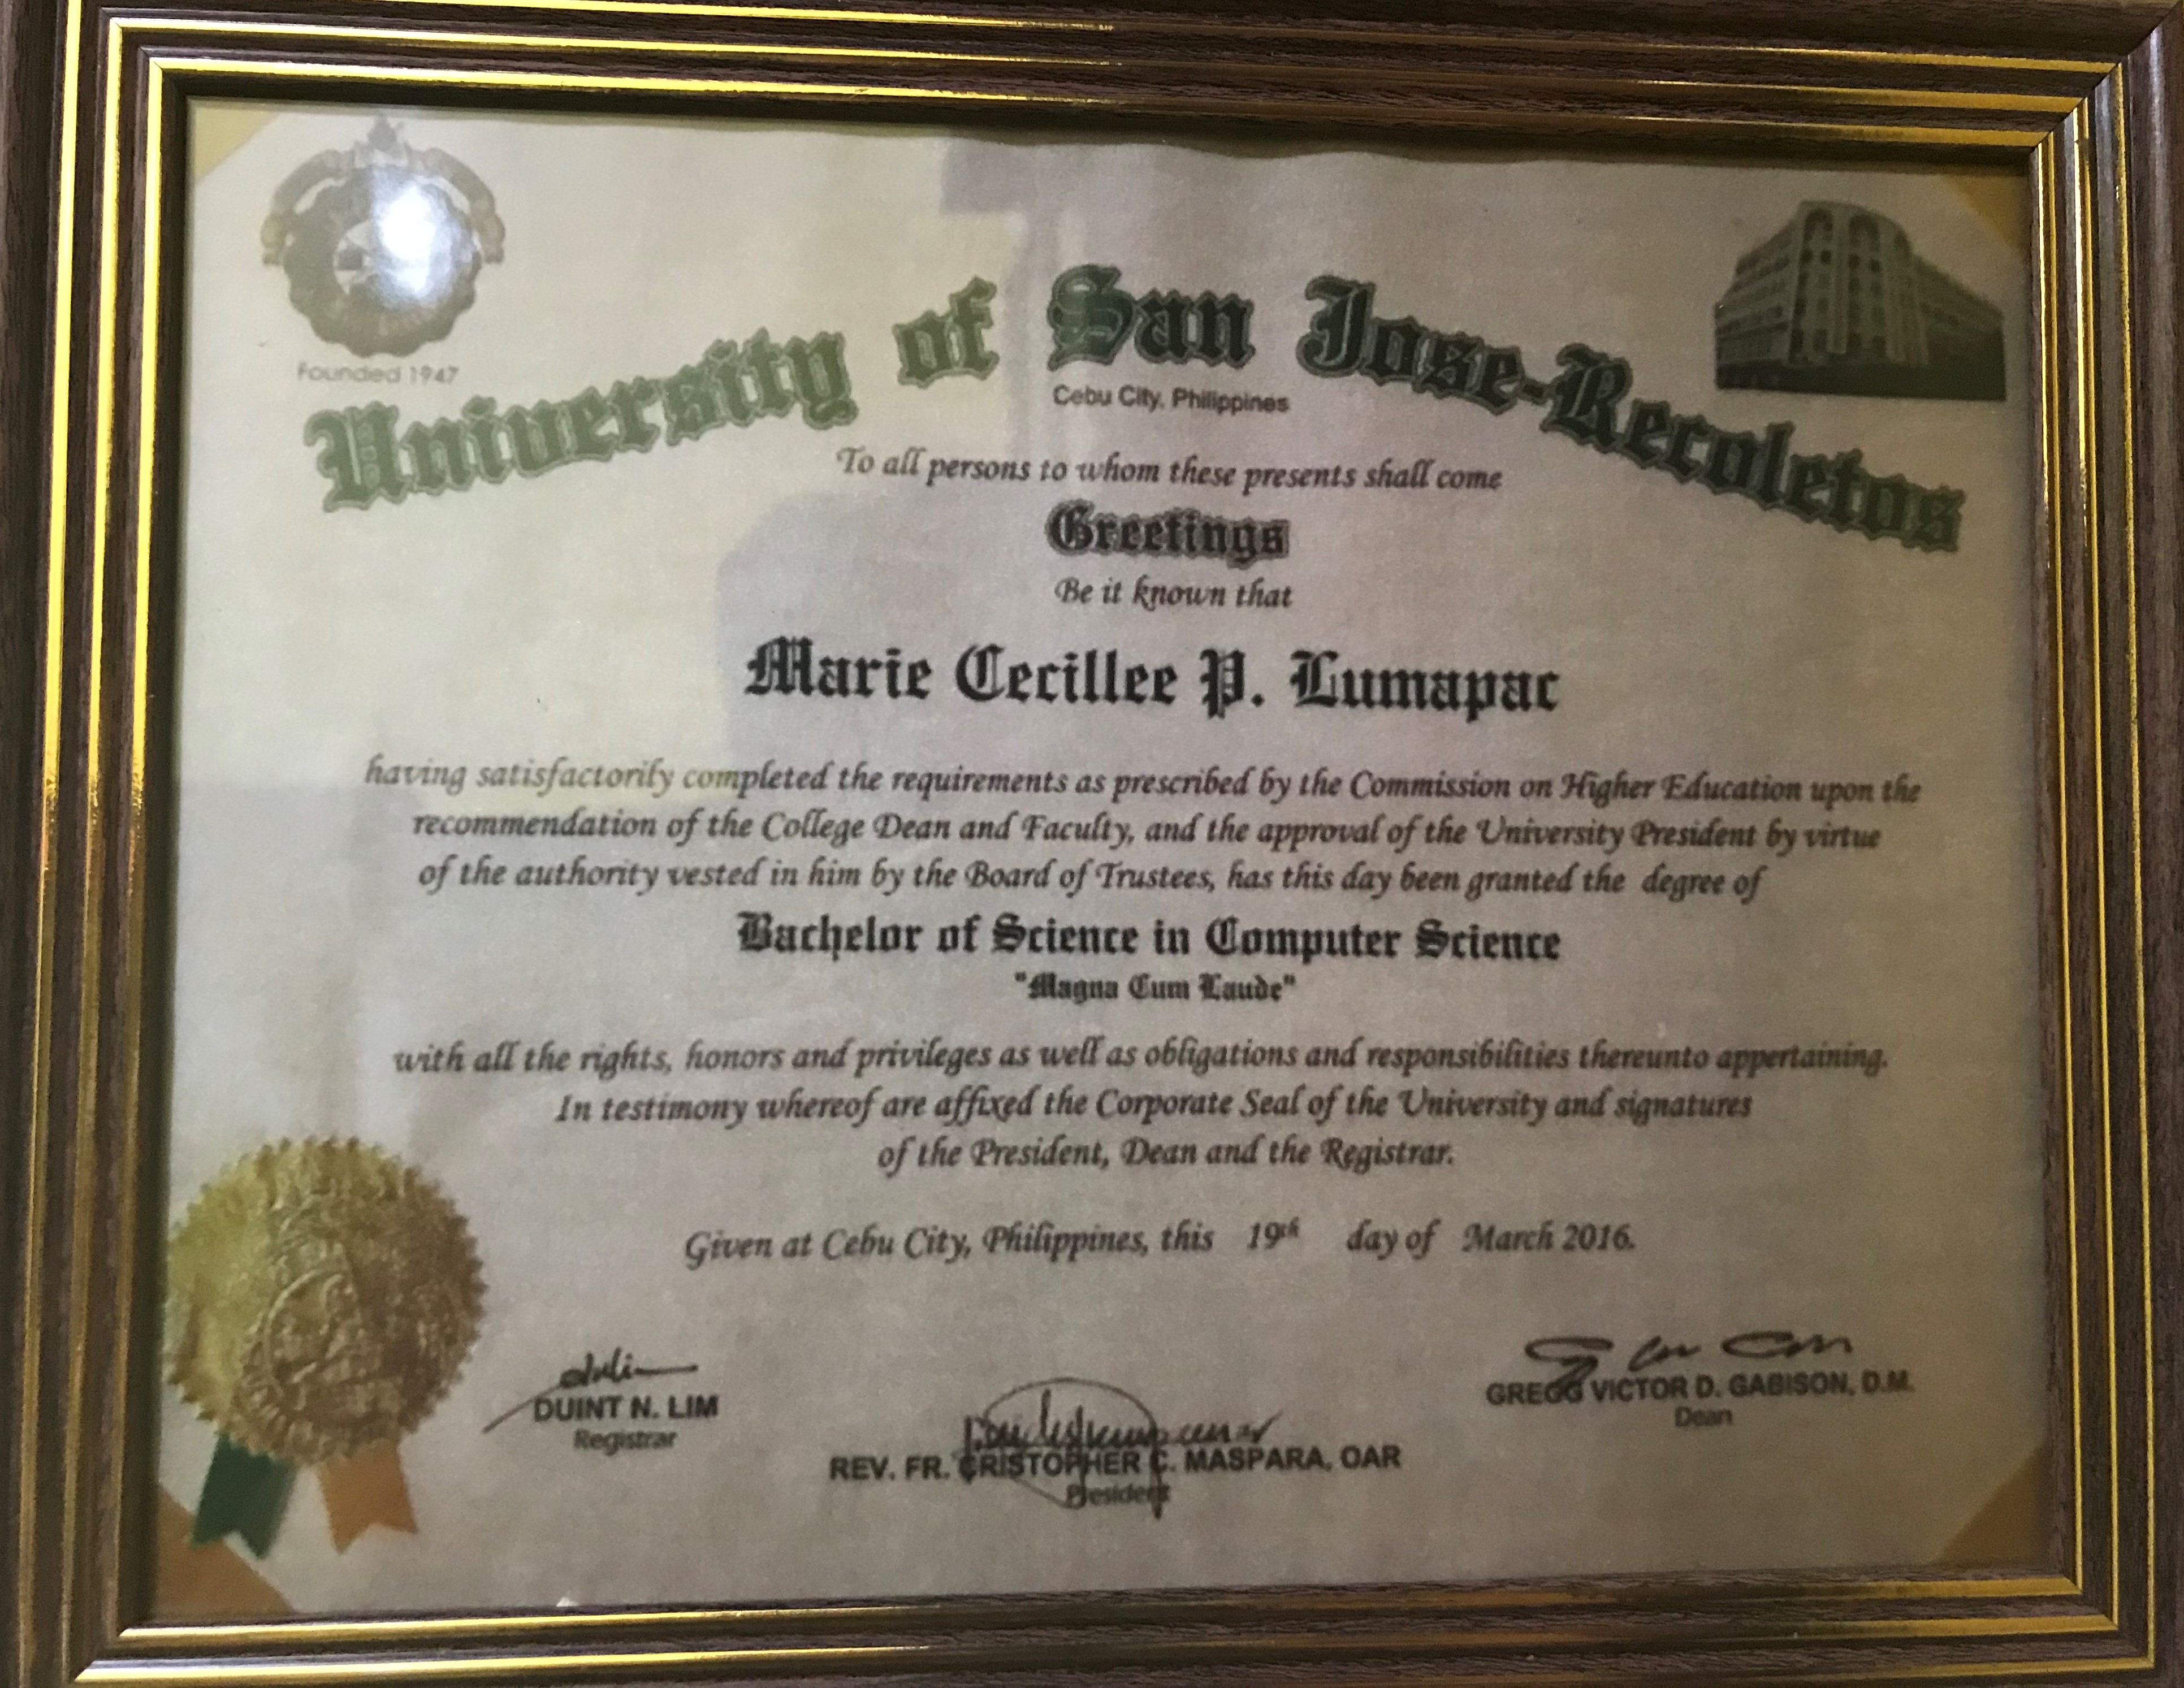 Founded 1947
University of San Jose-Recoletos
Cebu City, Philippines
To all persons to whom these presents shall come
Greetings
Be it known that
Marie Cecillee P. Lumapac
having satisfactorily completed the requirements as prescribed by the Commission on Higher Education upon the
recommendation of the College Dean and Faculty, and the approval of the University President by virtue
of the authority vested in him by the Board of Trustees, has this day been granted the degree of
Bachelor of Science in Computer Science
"Magna Cum Laude"
with all the rights, honors and privileges as well as obligations and responsibilities thereunto appertaining.
In testimony whereof are affixed the Corporate Seal of the University and signatures
of the President, Dean and the Registrar.
Given at Cebu City, Philippines, this 19th day of March 2016.
DUINT N. LIM
Registrar
REV. FR. CRISTOPHER C. MASPARA, OAR
President
GREGG VICTOR D. GABISON, D.M.
Dean